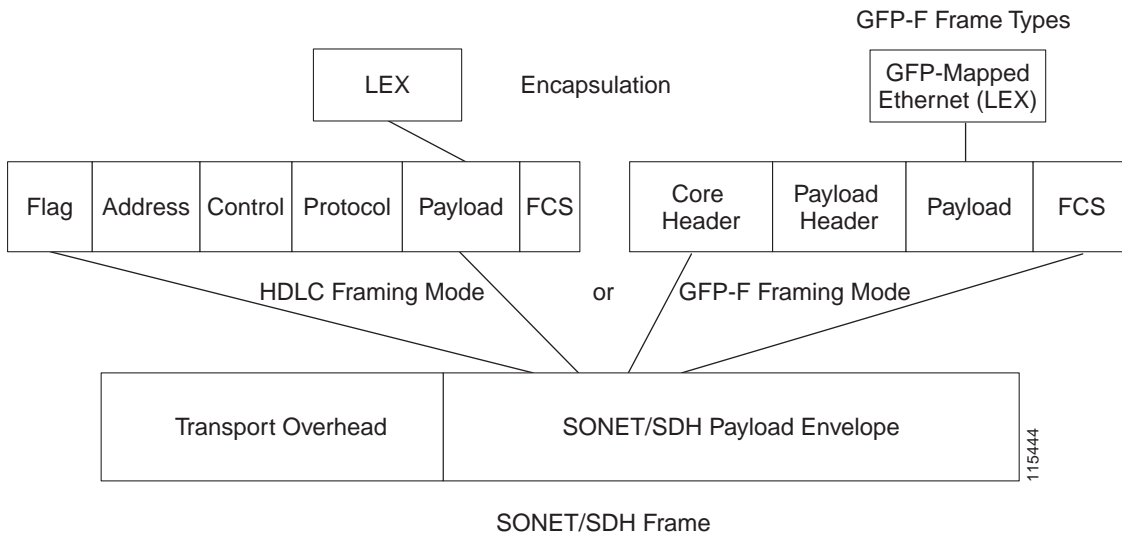 GFP-F Frame Types
LEX
Encapsulation
GFP-Mapped
Ethernet (LEX)
Flag
Address
Control
Protocol
Payload
FCS
Core
Header
Payload
Header
Payload
FCS
HDLC Framing Mode
or
GFP-F Framing Mode
Transport Overhead
SONET/SDH Payload Envelope
115444
SONET/SDH Frame